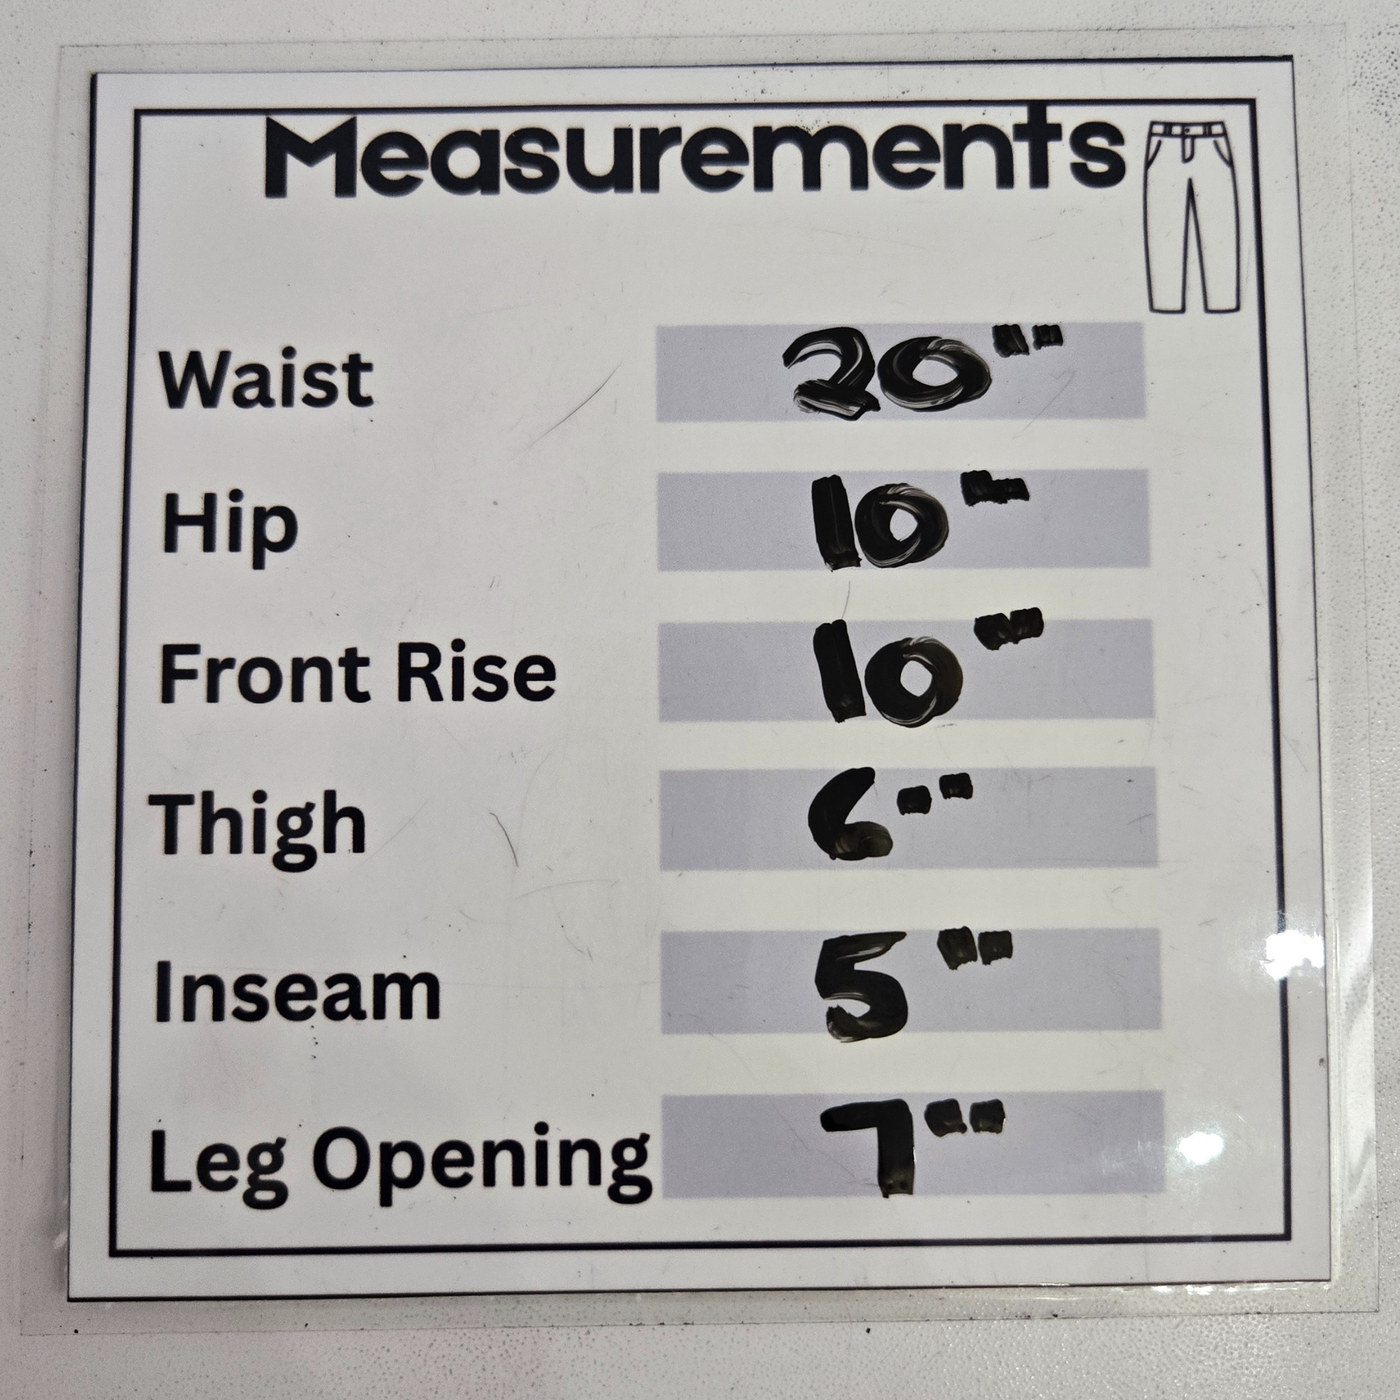 Measurements
Waist 20"
Hip 10"
Front Rise 10"
Thigh 6"
Inseam 5"
Leg Opening 7"